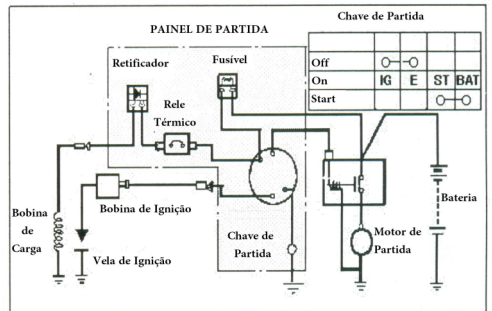 PAINEL DE PARTIDA
Chave de Partida
Off
On IG E ST BAT
Start
Retificador
Fusível
Rele
Térmico
Bobina de Ignição
Bobina
de
Carga
Vela de Ignição
Chave de
Partida
Motor de
Partida
Bateria